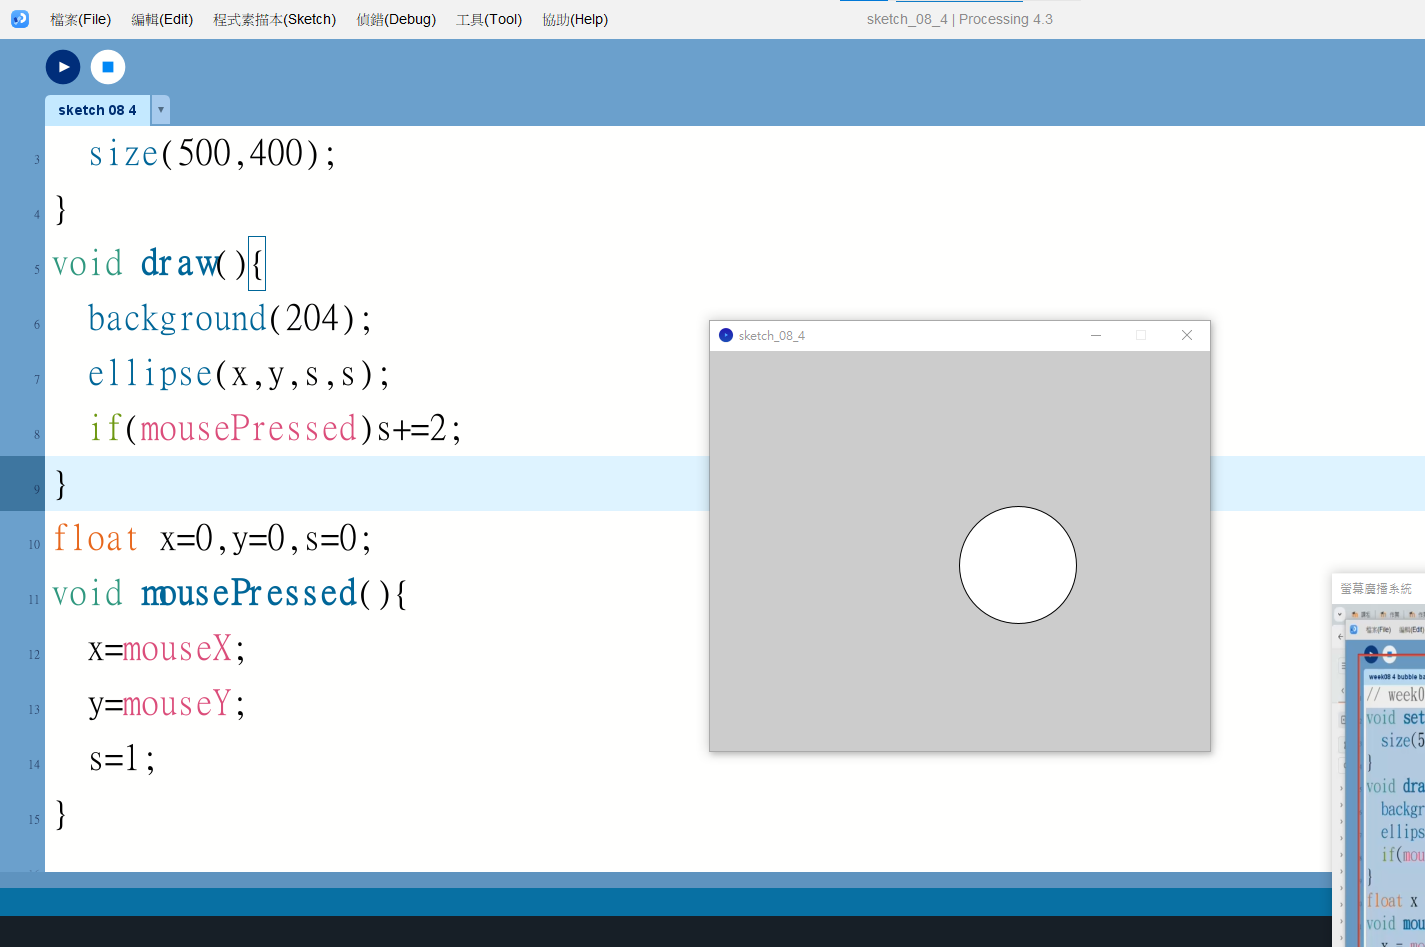 檔案(File) 編輯(Edit) 程式素描本(Sketch) 偵錯(Debug) 工具(Tool) 協助(Help) sketch_08_4 | Processing 4.3
sketch 08 4
3 size(500,400);
4 }
5 void draw(){
6 background(204);
7 ellipse(x,y,s,s);
8 if(mousePressed)s+=2;
9 }
10 float x=0,y=0,s=0;
11 void mousePressed(){
12 x=mouseX;
13 y=mouseY;
14 s=1;
15 }
sketch_08_4
螢幕廣播系統
檔案(File) 編輯(Edit)
week08 4 bubble ba
// week0
void set
size(5
}
void dra
backgr
ellips
if(mou
}
float x
void mou